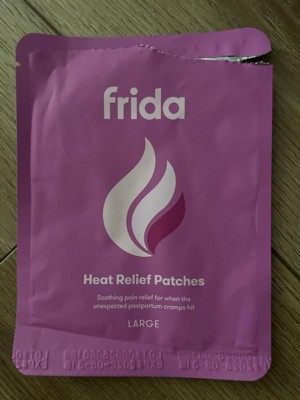 frida
Heat Relief Patches
Soothing pain relief for when the
unexpected postpartum cramps hit
LARGE